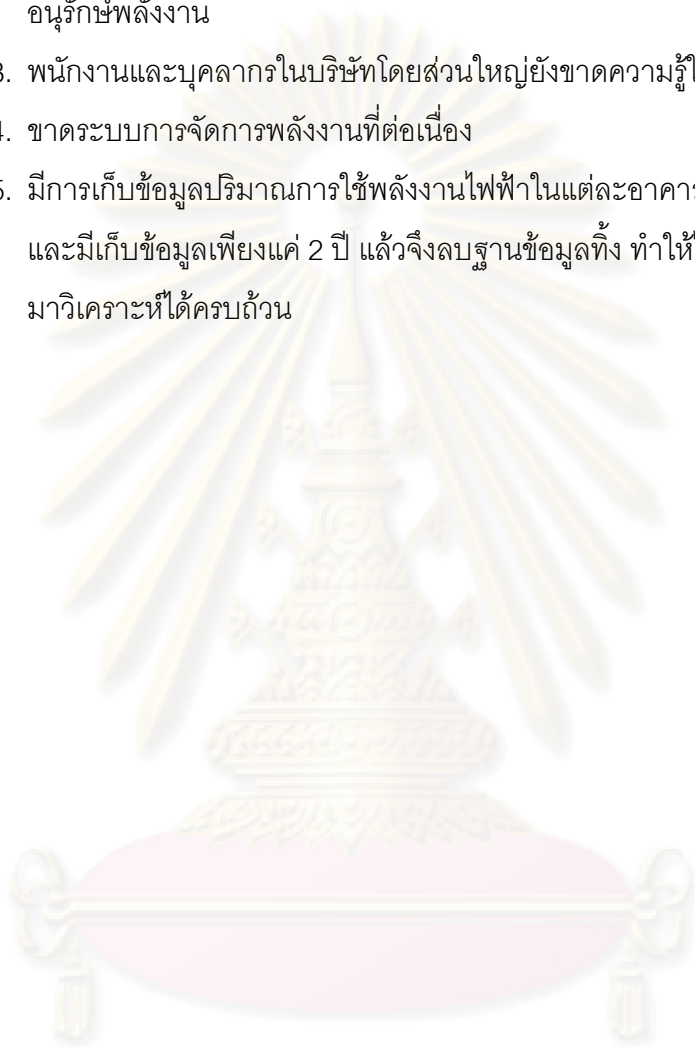 อนุรักษ์พลังงาน
3. พนักงานและบุคลากรในบริษัทโดยส่วนใหญ่ยังขาดความรู้
4. ขาดระบบการจัดการพลังงานที่ต่อเนื่อง
5. มีการเก็บข้อมูลปริมาณการใช้พลังงานไฟฟ้าในแต่ละอาคาร
และมีเก็บข้อมูลเพียงแค่ 2 ปี แล้วจึงลบฐานข้อมูลทิ้ง ทำให้
มาวิเคราะห์ได้ครบถ้วน